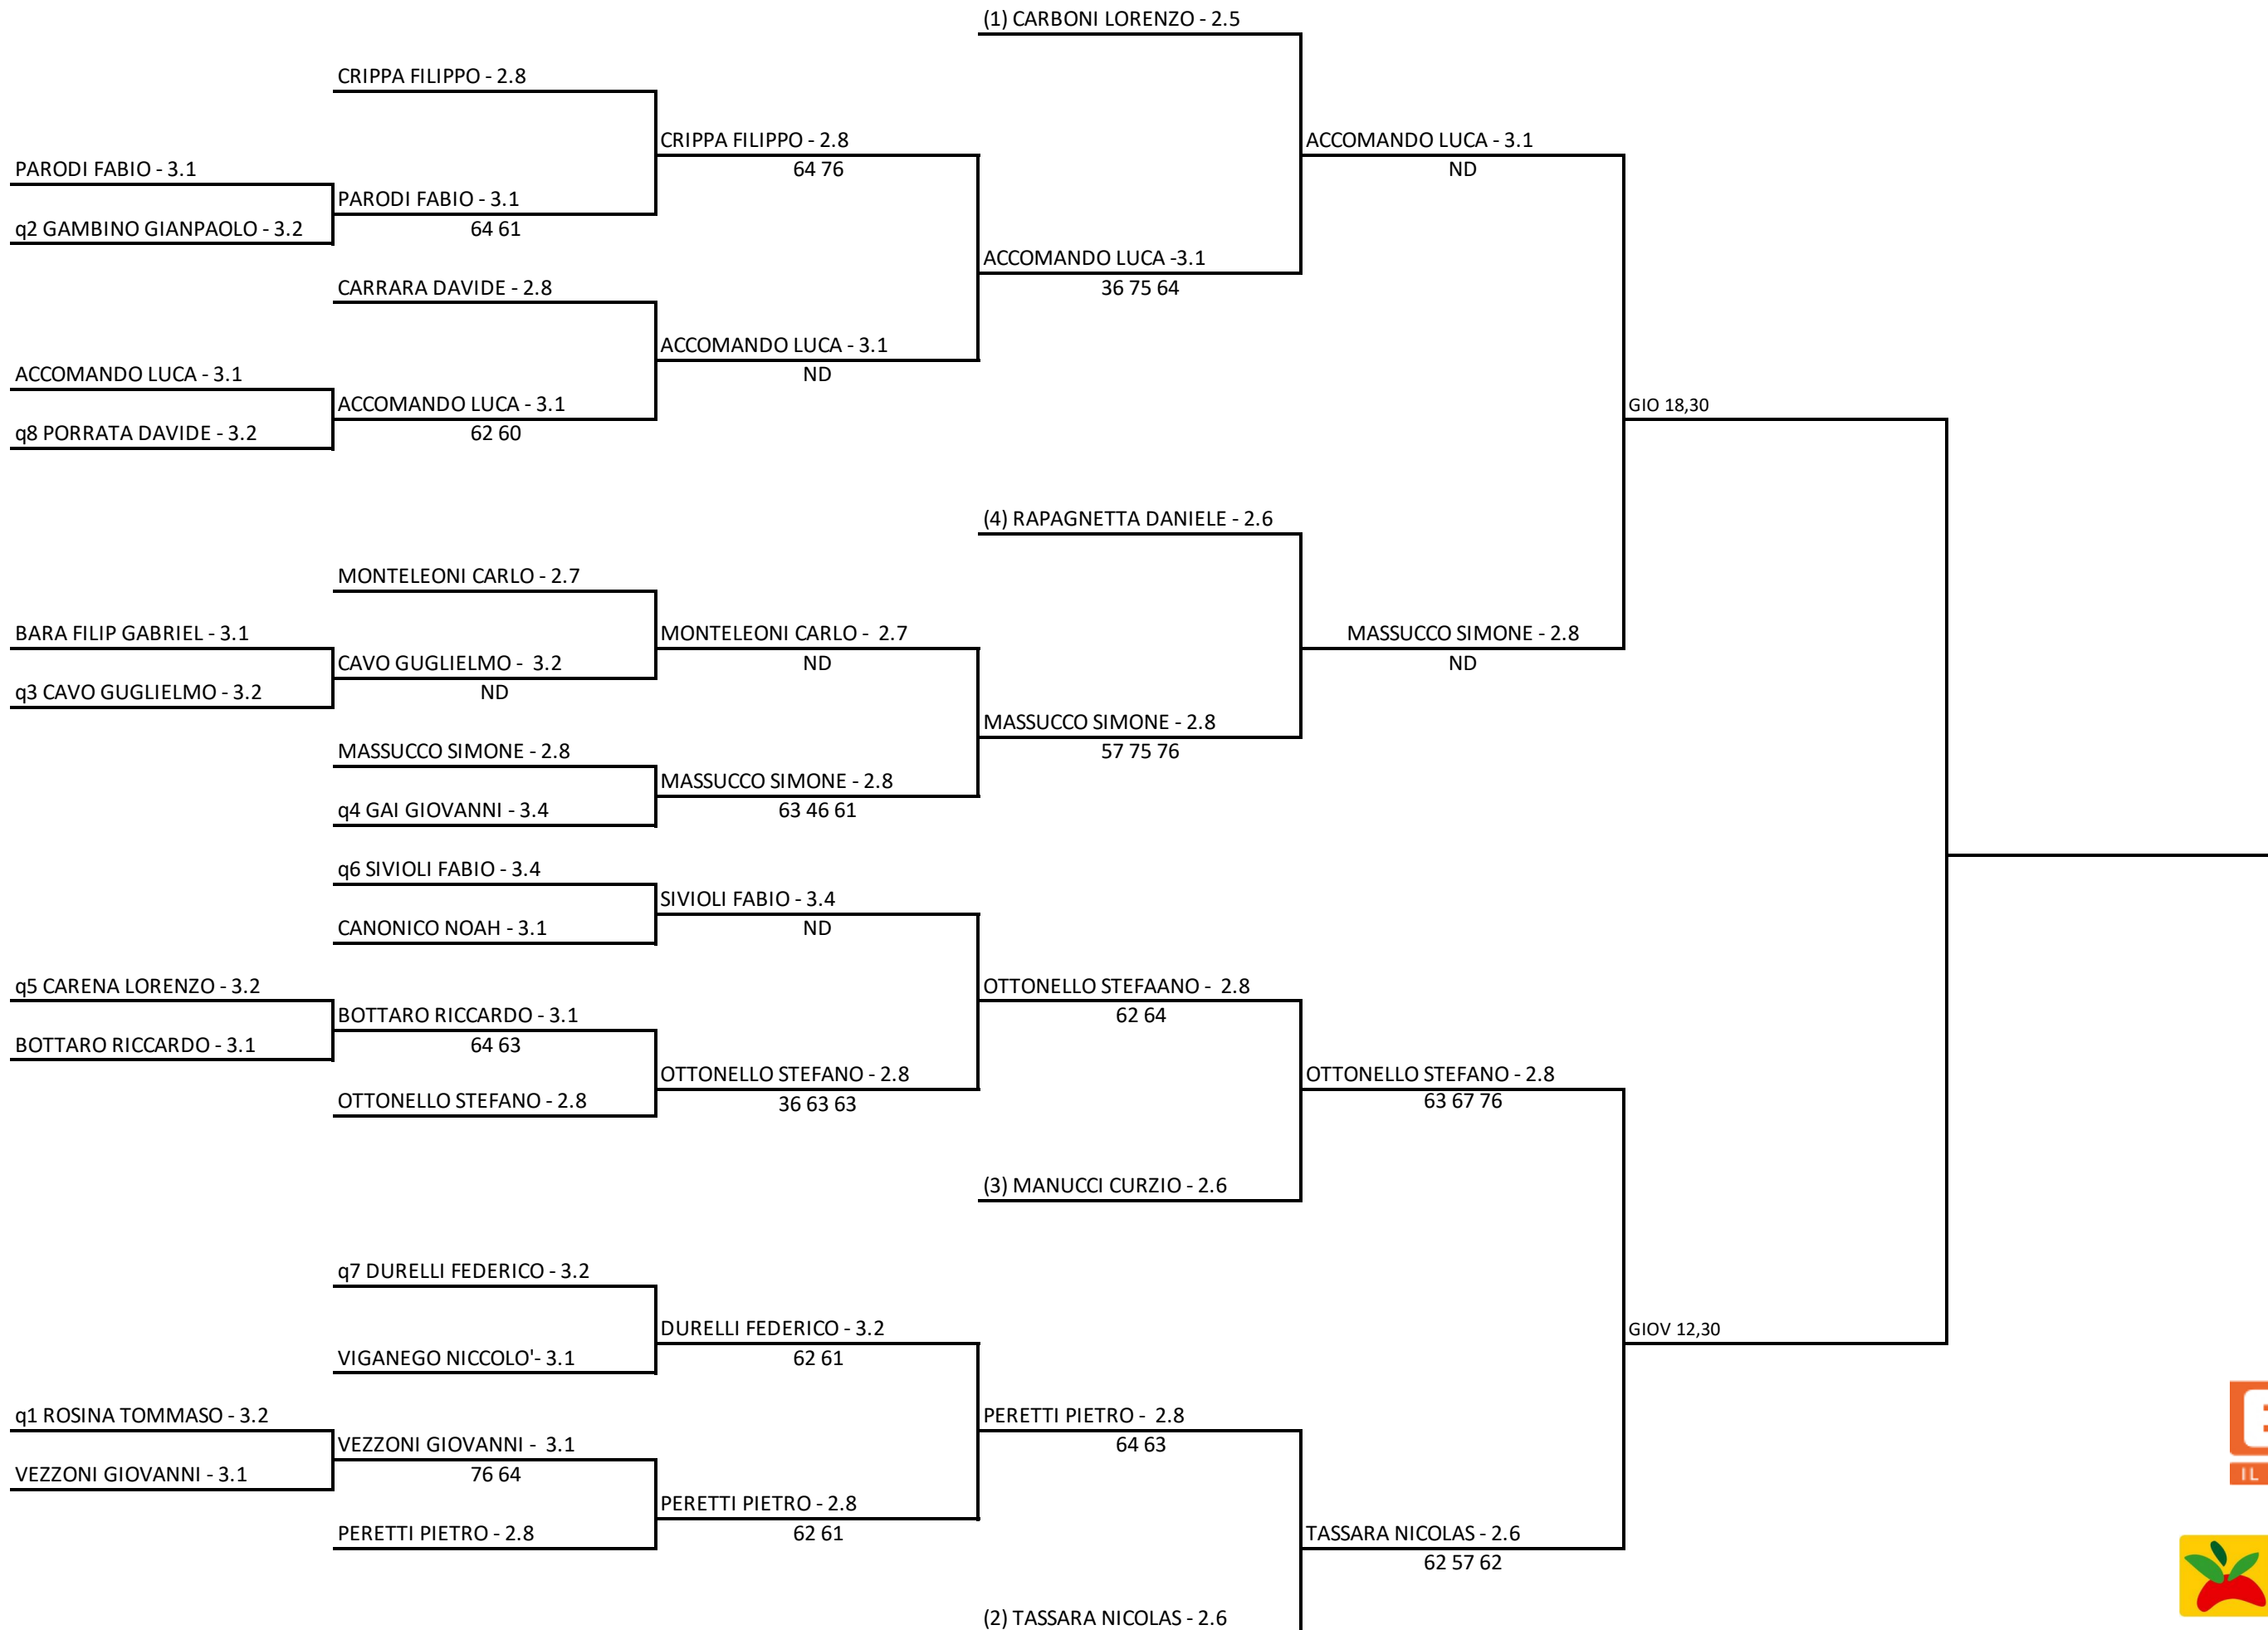 (1) CARBONI LORENZO - 2.5
CRIPPA FILIPPO - 2.8
CRIPPA FILIPPO - 2.8
ACCOMANDO LUCA - 3.1
PARODI FABIO - 3.1
64 76
ND
PARODI FABIO - 3.1
q2 GAMBINO GIANPAOLO - 3.2
64 61
ACCOMANDO LUCA -3.1
CARRARA DAVIDE - 2.8
36 75 64
ACCOMANDO LUCA - 3.1
ACCOMANDO LUCA - 3.1
ND
ACCOMANDO LUCA - 3.1
GIO 18,30
q8 PORRATA DAVIDE - 3.2
62 60
(4) RAPAGNETTA DANIELE - 2.6
MONTELEONI CARLO - 2.7
BARA FILIP GABRIEL - 3.1
MONTELEONI CARLO - 2.7
MASSUCCO SIMONE - 2.8
CAVO GUGLIELMO - 3.2
ND
ND
q3 CAVO GUGLIELMO - 3.2
ND
MASSUCCO SIMONE - 2.8
MASSUCCO SIMONE - 2.8
57 75 76
MASSUCCO SIMONE - 2.8
q4 GAI GIOVANNI - 3.4
63 46 61
q6 SIVIOLI FABIO - 3.4
SIVIOLI FABIO - 3.4
CANONICO NOAH - 3.1
ND
q5 CARENA LORENZO - 3.2
OTTONELLO STEFAANO - 2.8
BOTTARO RICCARDO - 3.1
62 64
BOTTARO RICCARDO - 3.1
64 63
OTTONELLO STEFANO - 2.8
OTTONELLO STEFANO - 2.8
OTTONELLO STEFANO - 2.8
36 63 63
63 67 76
(3) MANUCCI CURZIO - 2.6
q7 DURELLI FEDERICO - 3.2
DURELLI FEDERICO - 3.2
GIOV 12,30
VIGANEGO NICCOLO'- 3.1
62 61
q1 ROSINA TOMMASO - 3.2
PERETTI PIETRO - 2.8
VEZZONI GIOVANNI - 3.1
64 63
VEZZONI GIOVANNI - 3.1
76 64
IL
PERETTI PIETRO - 2.8
PERETTI PIETRO - 2.8
62 61
TASSARA NICOLAS - 2.6
62 57 62
(2) TASSARA NICOLAS - 2.6